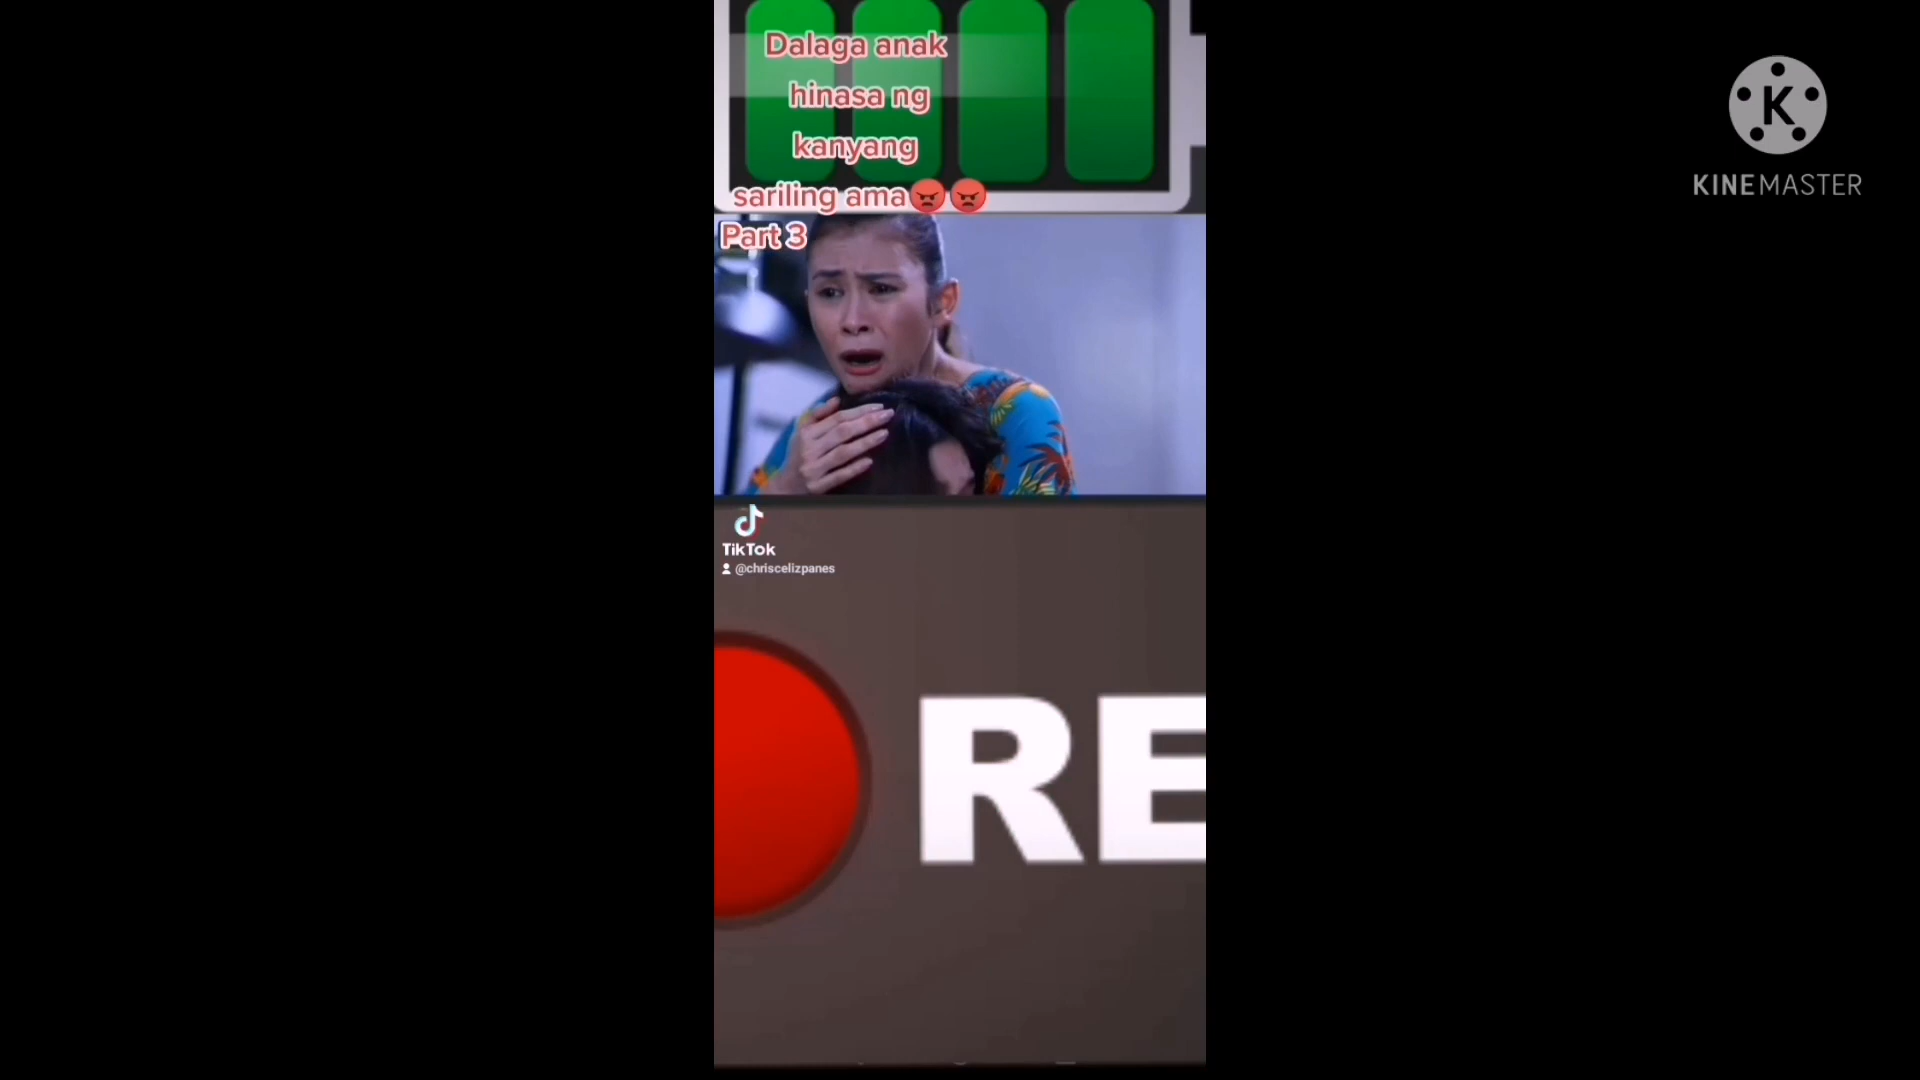 Dalaga anak
hinasa ng
kanyang
sariling ama😡😡
Part 3
K
KINEMASTER
TikTok
@chriscelizpanes
RE